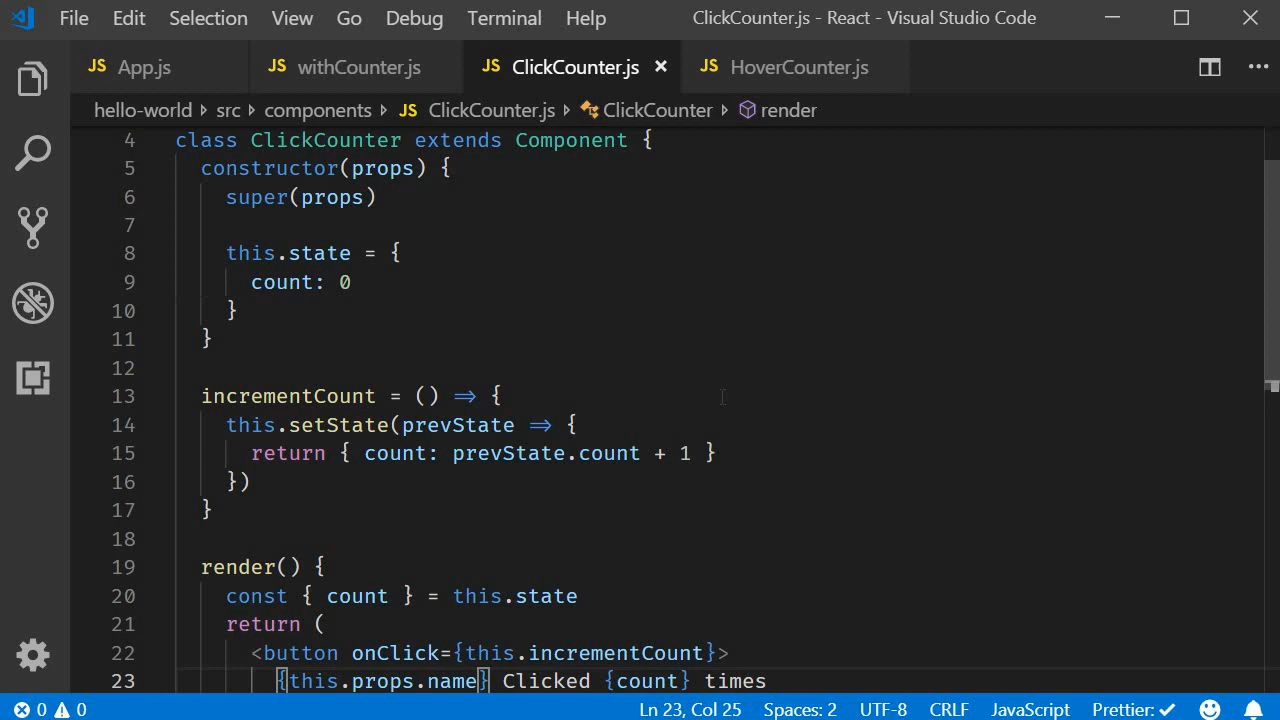 File Edit Selection View Go Debug Terminal Help ClickCounter.js - React - Visual Studio Code
JS App.js JS withCounter.js JS ClickCounter.js × JS HoverCounter.js
hello-world › src › components › JS ClickCounter.js › ClickCounter › render
4 class ClickCounter extends Component {
5 constructor(props) {
6 super(props)
7
8 this.state = {
9 count: 0
10 }
11 }
12
13 incrementCount = () => {
14 this.setState(prevState => {
15 return { count: prevState.count + 1 }
16 })
17 }
18
19 render() {
20 const { count } = this.state
21 return (
22 <button onClick={this.incrementCount}>
23 {this.props.name} Clicked {count} times
0 0 Ln 23, Col 25 Spaces: 2 UTF-8 CRLF JavaScript Prettier: ✓